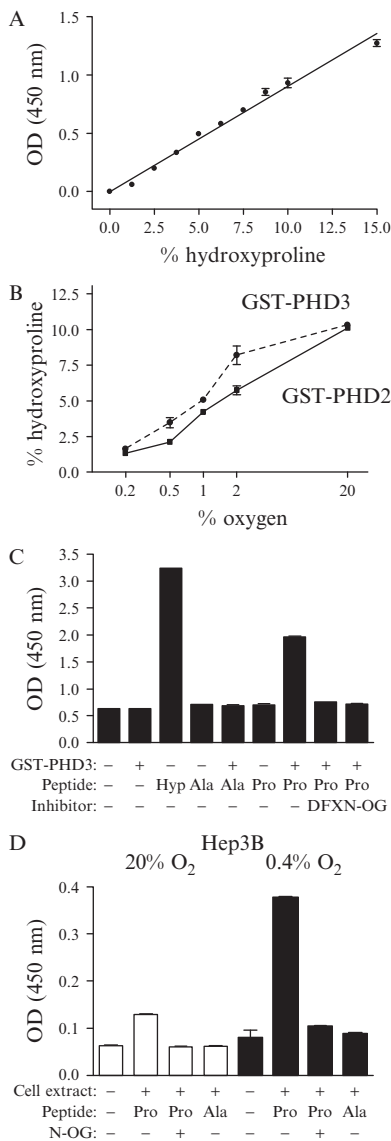 A
1.5
1.0
0.5
0.0
OD (450 nm)
0.0 2.5 5.0 7.5 10.0 12.5 15.0
% hydroxyproline
B
12.5
10.0
7.5
5.0
2.5
0.0
% hydroxyproline
GST-PHD3
GST-PHD2
0.2 0.5 1 2 20
% oxygen
C
3.5
3.0
2.5
2.0
1.5
1.0
0.5
0.0
OD (450 nm)
GST-PHD3: – + – – + – + + +
Peptide: – – Hyp Ala Ala Pro Pro Pro Pro
Inhibitor: – – – – – – – DFXN-OG
D
Hep3B
20% O2 0.4% O2
0.4
0.3
0.2
0.1
0.0
OD (450 nm)
Cell extract: – + + + – + + +
Peptide: – Pro Pro Ala – Pro Pro Ala
N-OG: – – + – – – + –